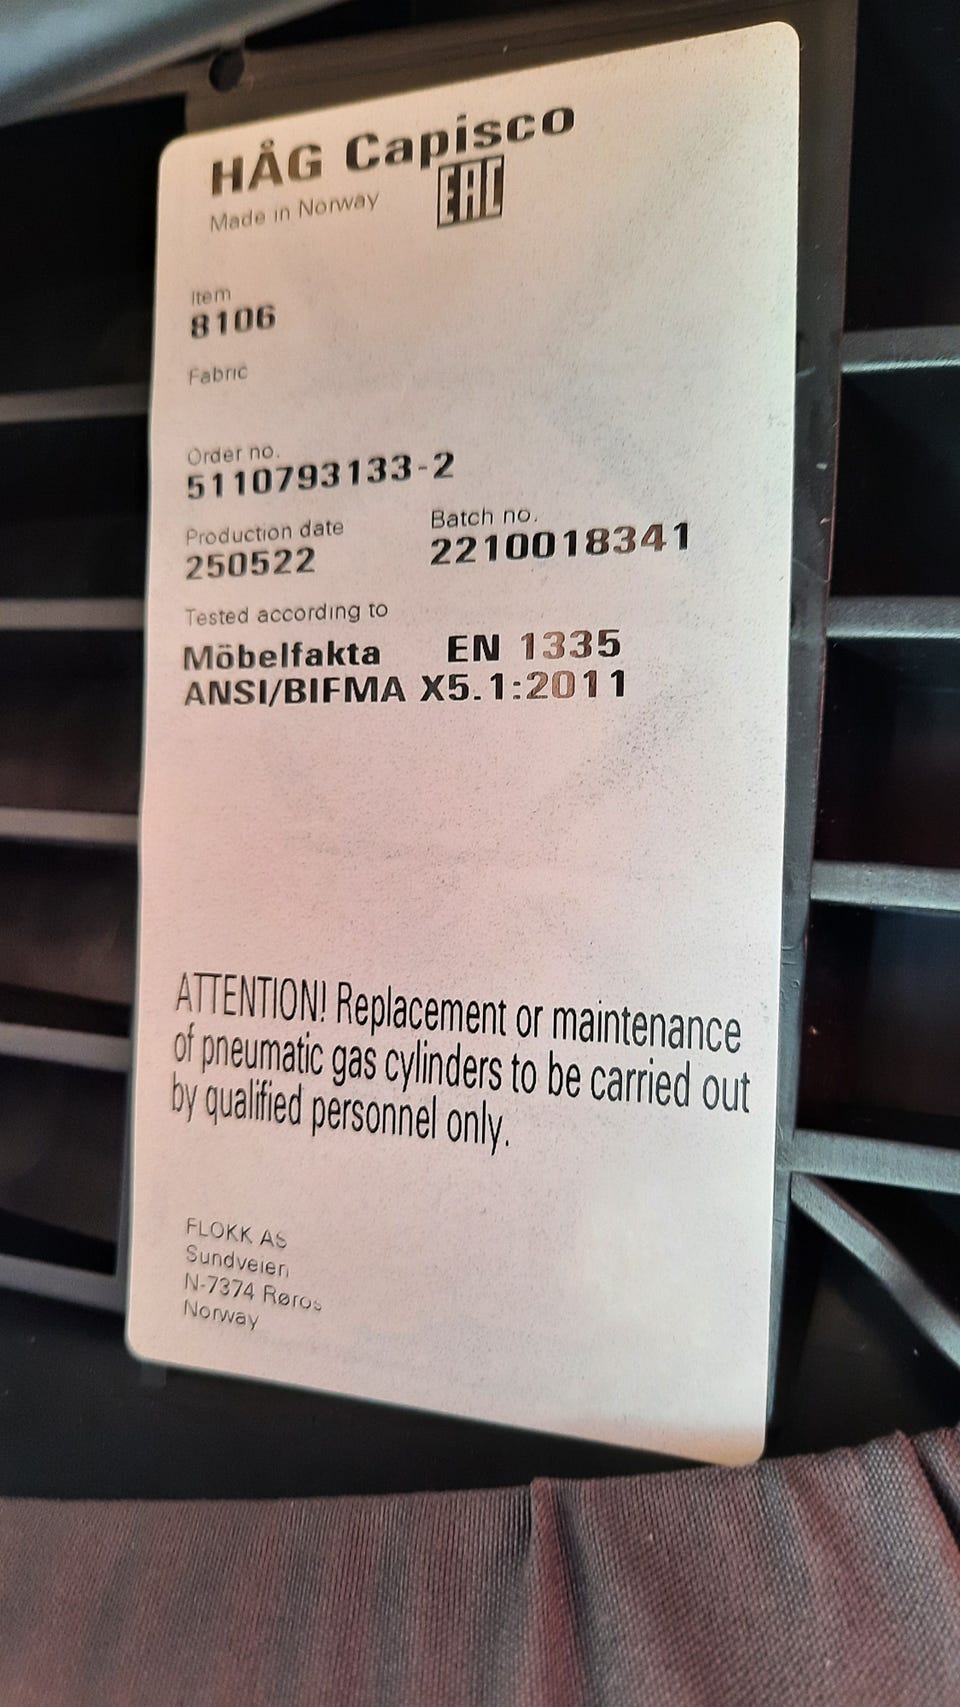 HÅG Capisco
Made in Norway
EAC
Item
8106
Fabric
Order no.
5110793133-2
Production date
250522
Batch no.
2210018341
Tested according to
Möbelfakta EN 1335
ANSI/BIFMA X5.1:2011
ATTENTION! Replacement or maintenance
of pneumatic gas cylinders to be carried out
by qualified personnel only.
FLOKK AS
Sundveien
N-7374 Røros
Norway